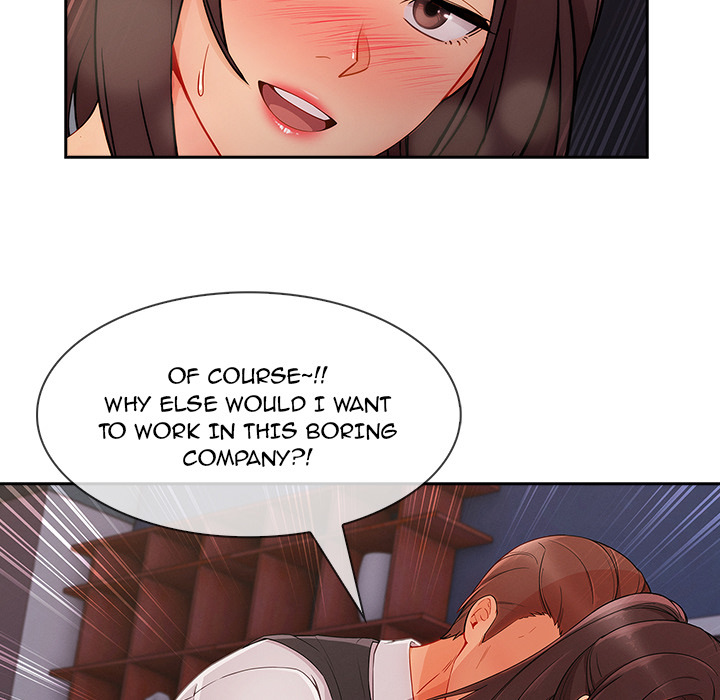 OF COURSE~!!
WHY ELSE WOULD I WANT
TO WORK IN THIS BORING
COMPANY?!